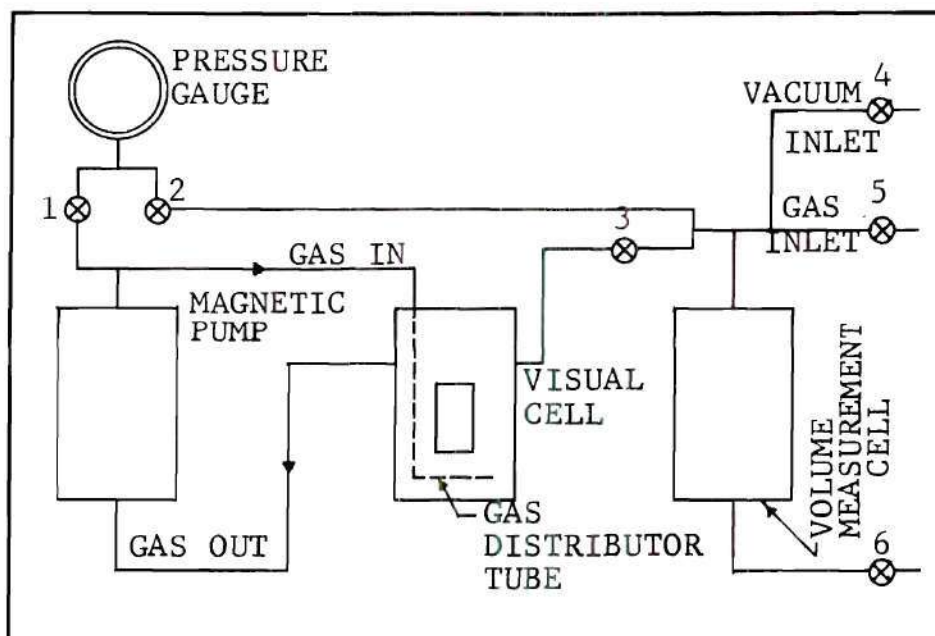 PRESSURE
GAUGE
1
2
3
4
VACUUM
INLET
5
GAS
INLET
GAS IN
MAGNETIC
PUMP
VISUAL
CELL
VOLUME
MEASUREMENT
CELL
GAS OUT
GAS
DISTRIBUTOR
TUBE
6